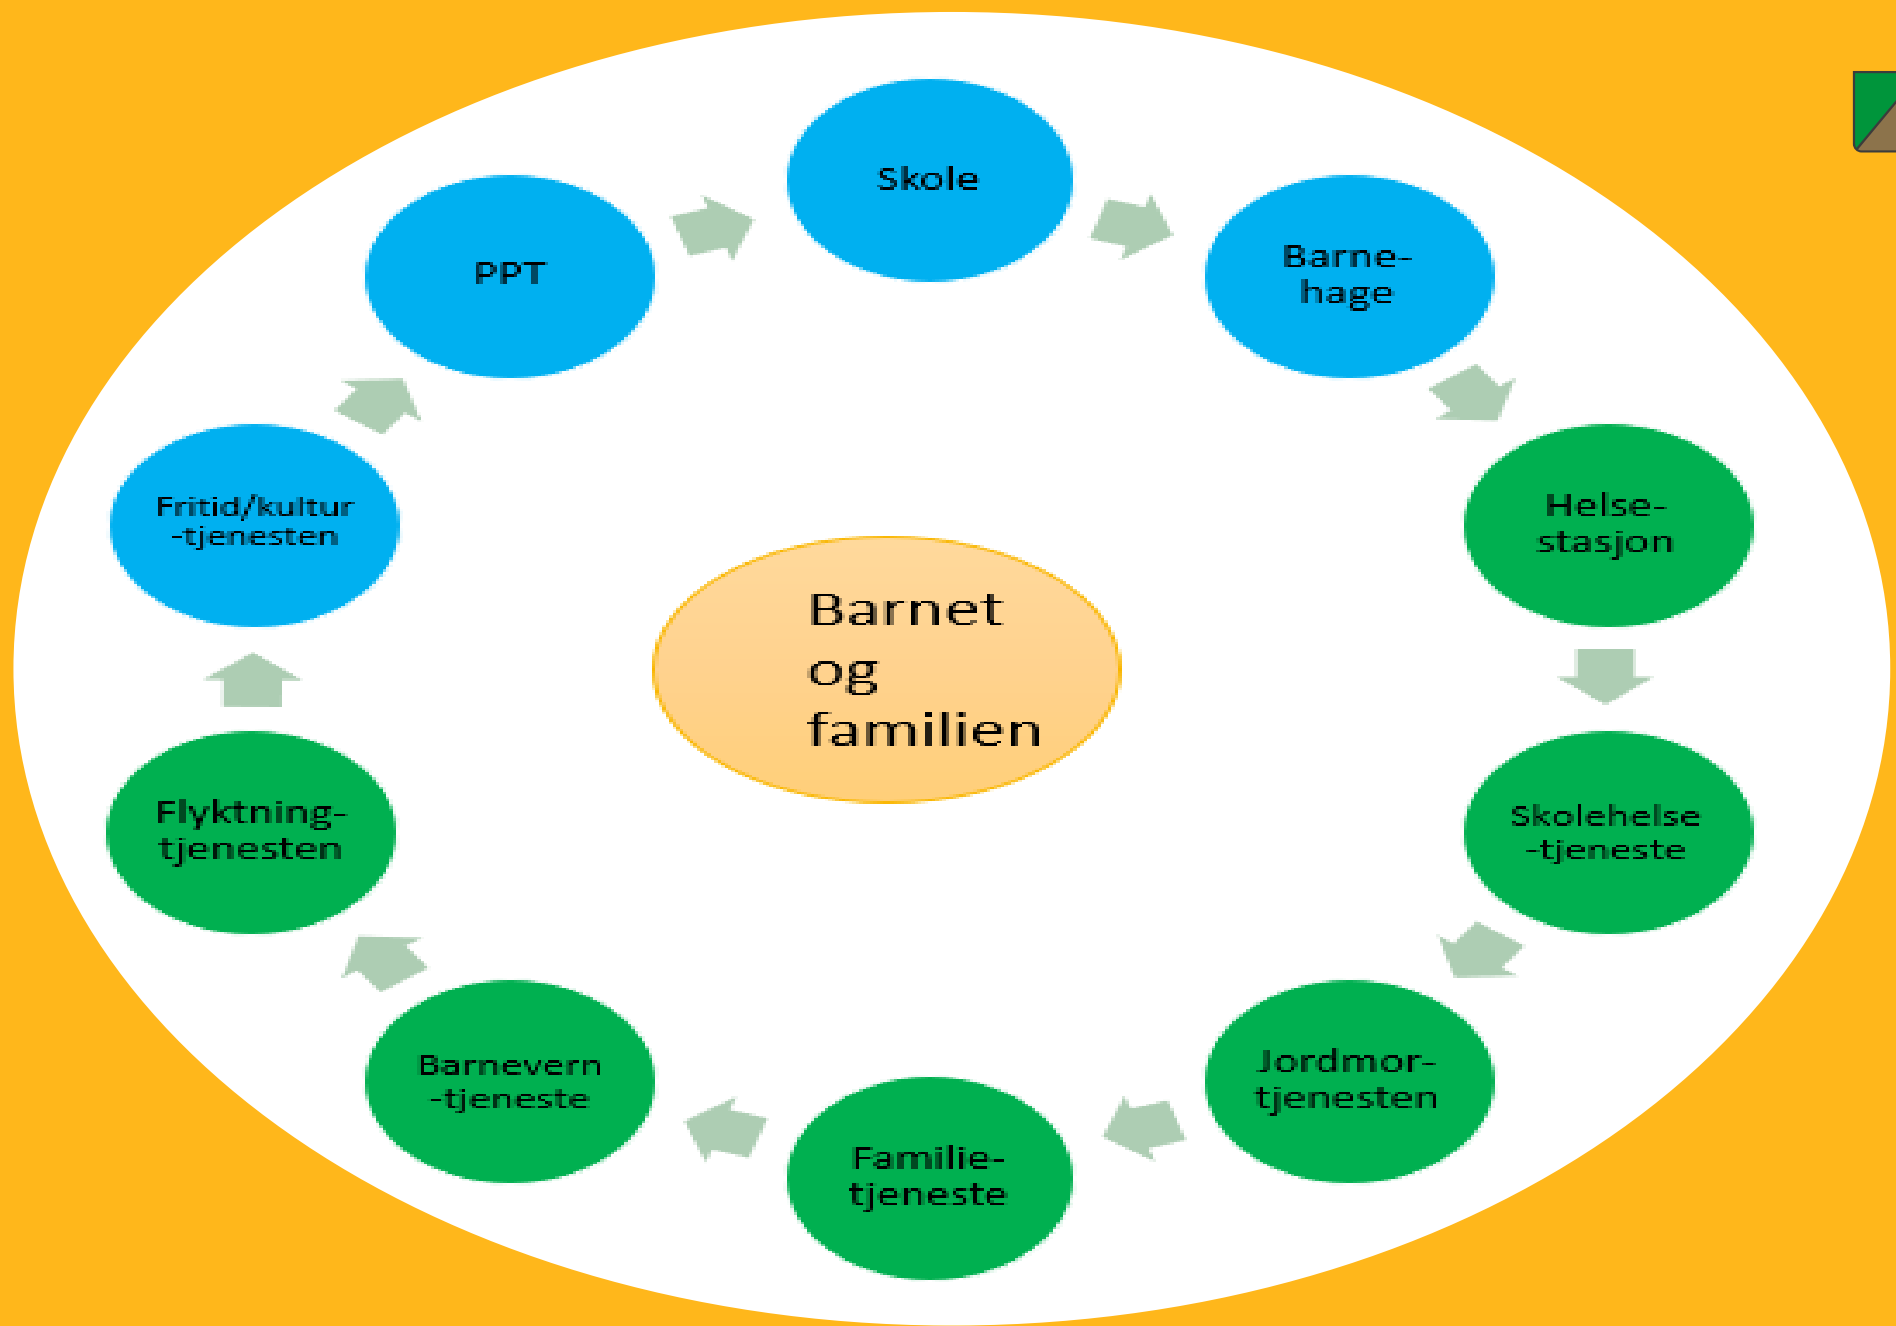 Skole
Barne-
hage
Helse-
stasjon
Skolehelse
-tjeneste
Jordmor-
tjenesten
Familie-
tjeneste
Barnevern
-tjeneste
Flyktning-
tjenesten
Fritid/kultur
-tjenesten
PPT
Barnet
og
familien